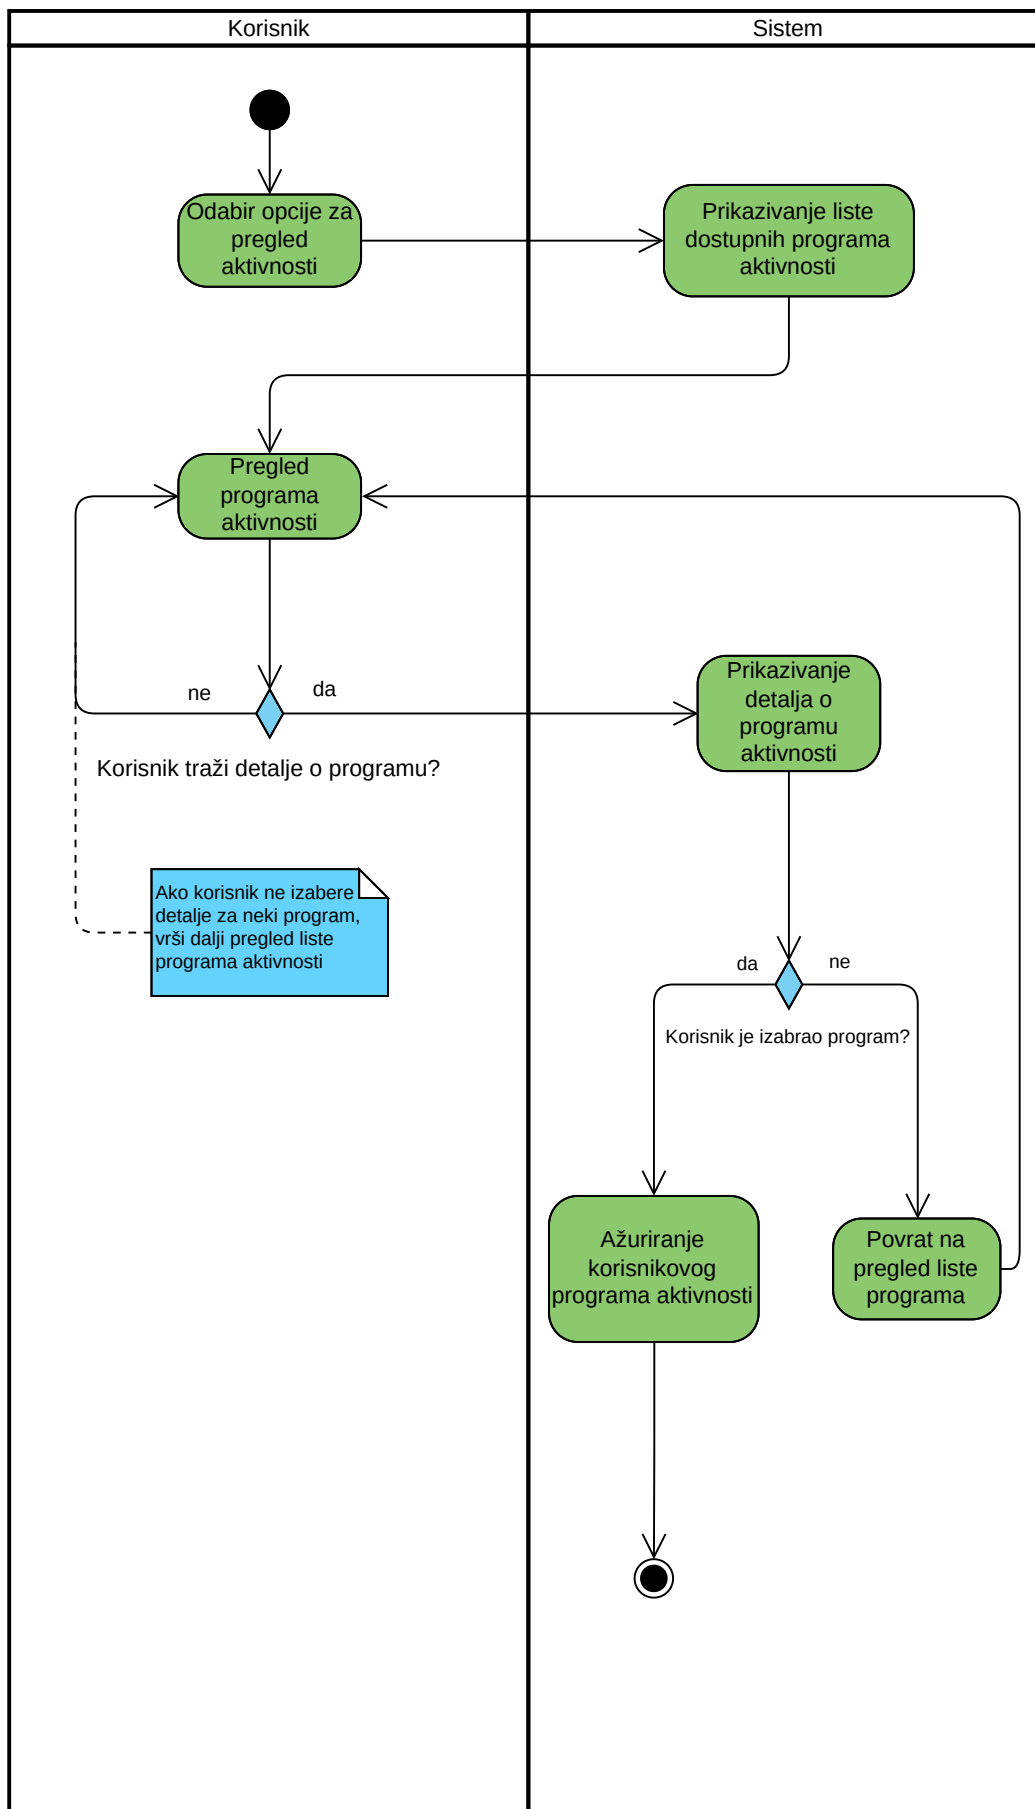 Korisnik
Sistem
Odabir opcije za
pregled
aktivnosti
Prikazivanje liste
dostupnih programa
aktivnosti
Pregled
programa
aktivnosti
ne
da
Korisnik traži detalje o programu?
Prikazivanje
detalja o
programu
aktivnosti
Ako korisnik ne izabere
detalje za neki program,
vrši dalji pregled liste
programa aktivnosti
da
ne
Korisnik je izabrao program?
Ažuriranje
korisnikovog
programa aktivnosti
Povrat na
pregled liste
programa